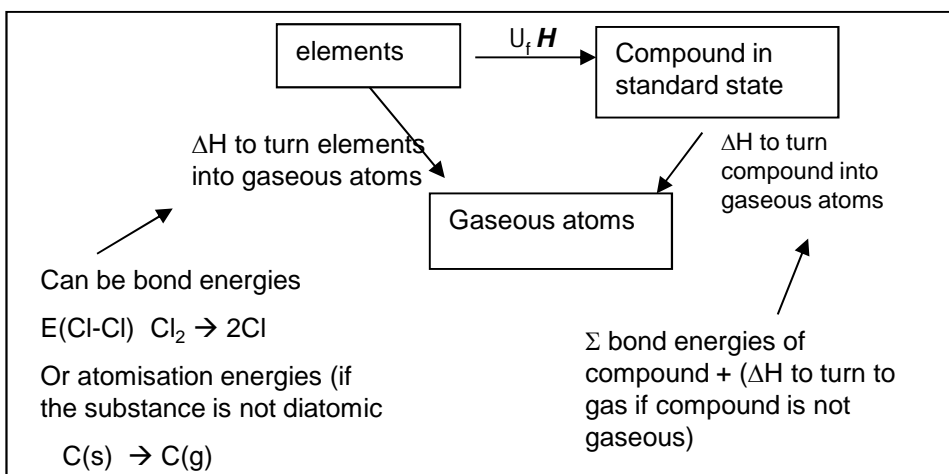 elements
U_f H
Compound in
standard state
ΔH to turn elements
into gaseous atoms
ΔH to turn
compound into
gaseous atoms
Gaseous atoms
Can be bond energies
E(Cl-Cl) Cl₂ → 2Cl
Or atomisation energies (if
the substance is not diatomic
C(s) → C(g)
Σ bond energies of
compound + (ΔH to turn to
gas if compound is not
gaseous)